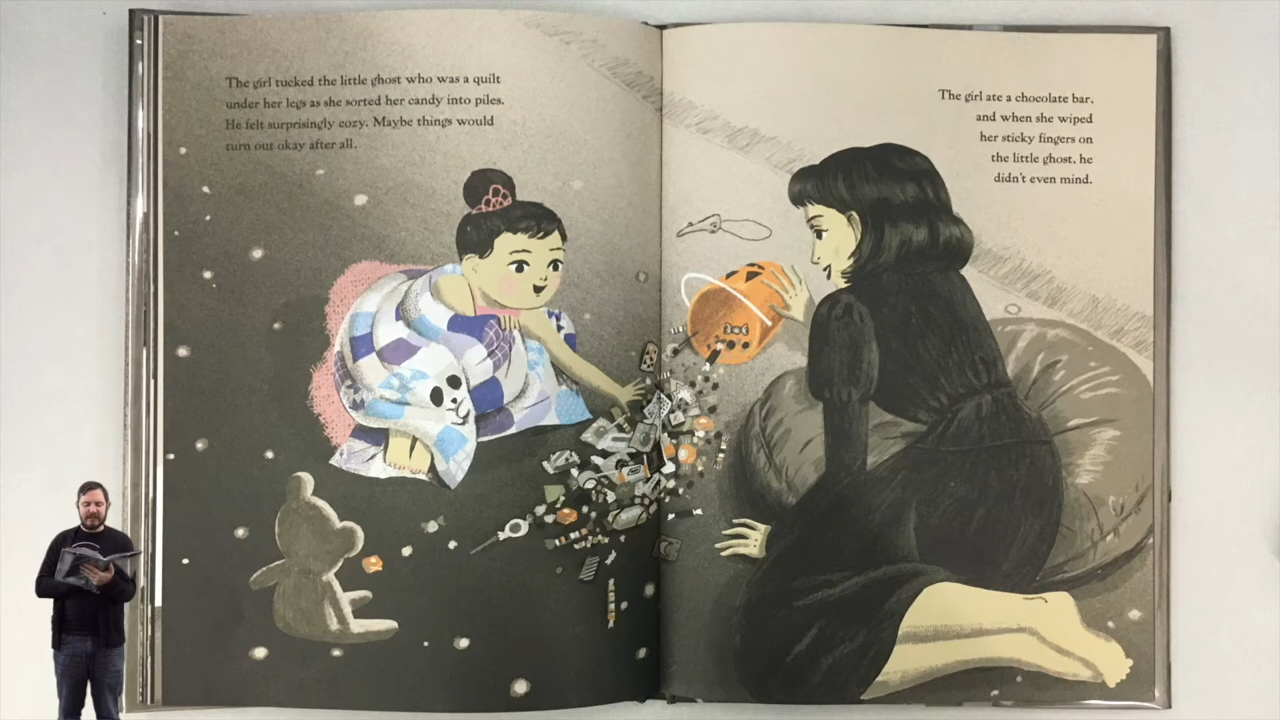 The girl tucked the little ghost who was a quilt
under her legs as she sorted her candy into piles.
He felt surprisingly cozy. Maybe things would
turn out okay after all.
The girl ate a chocolate bar,
and when she wiped
her sticky fingers on
the little ghost, he
didn't even mind.